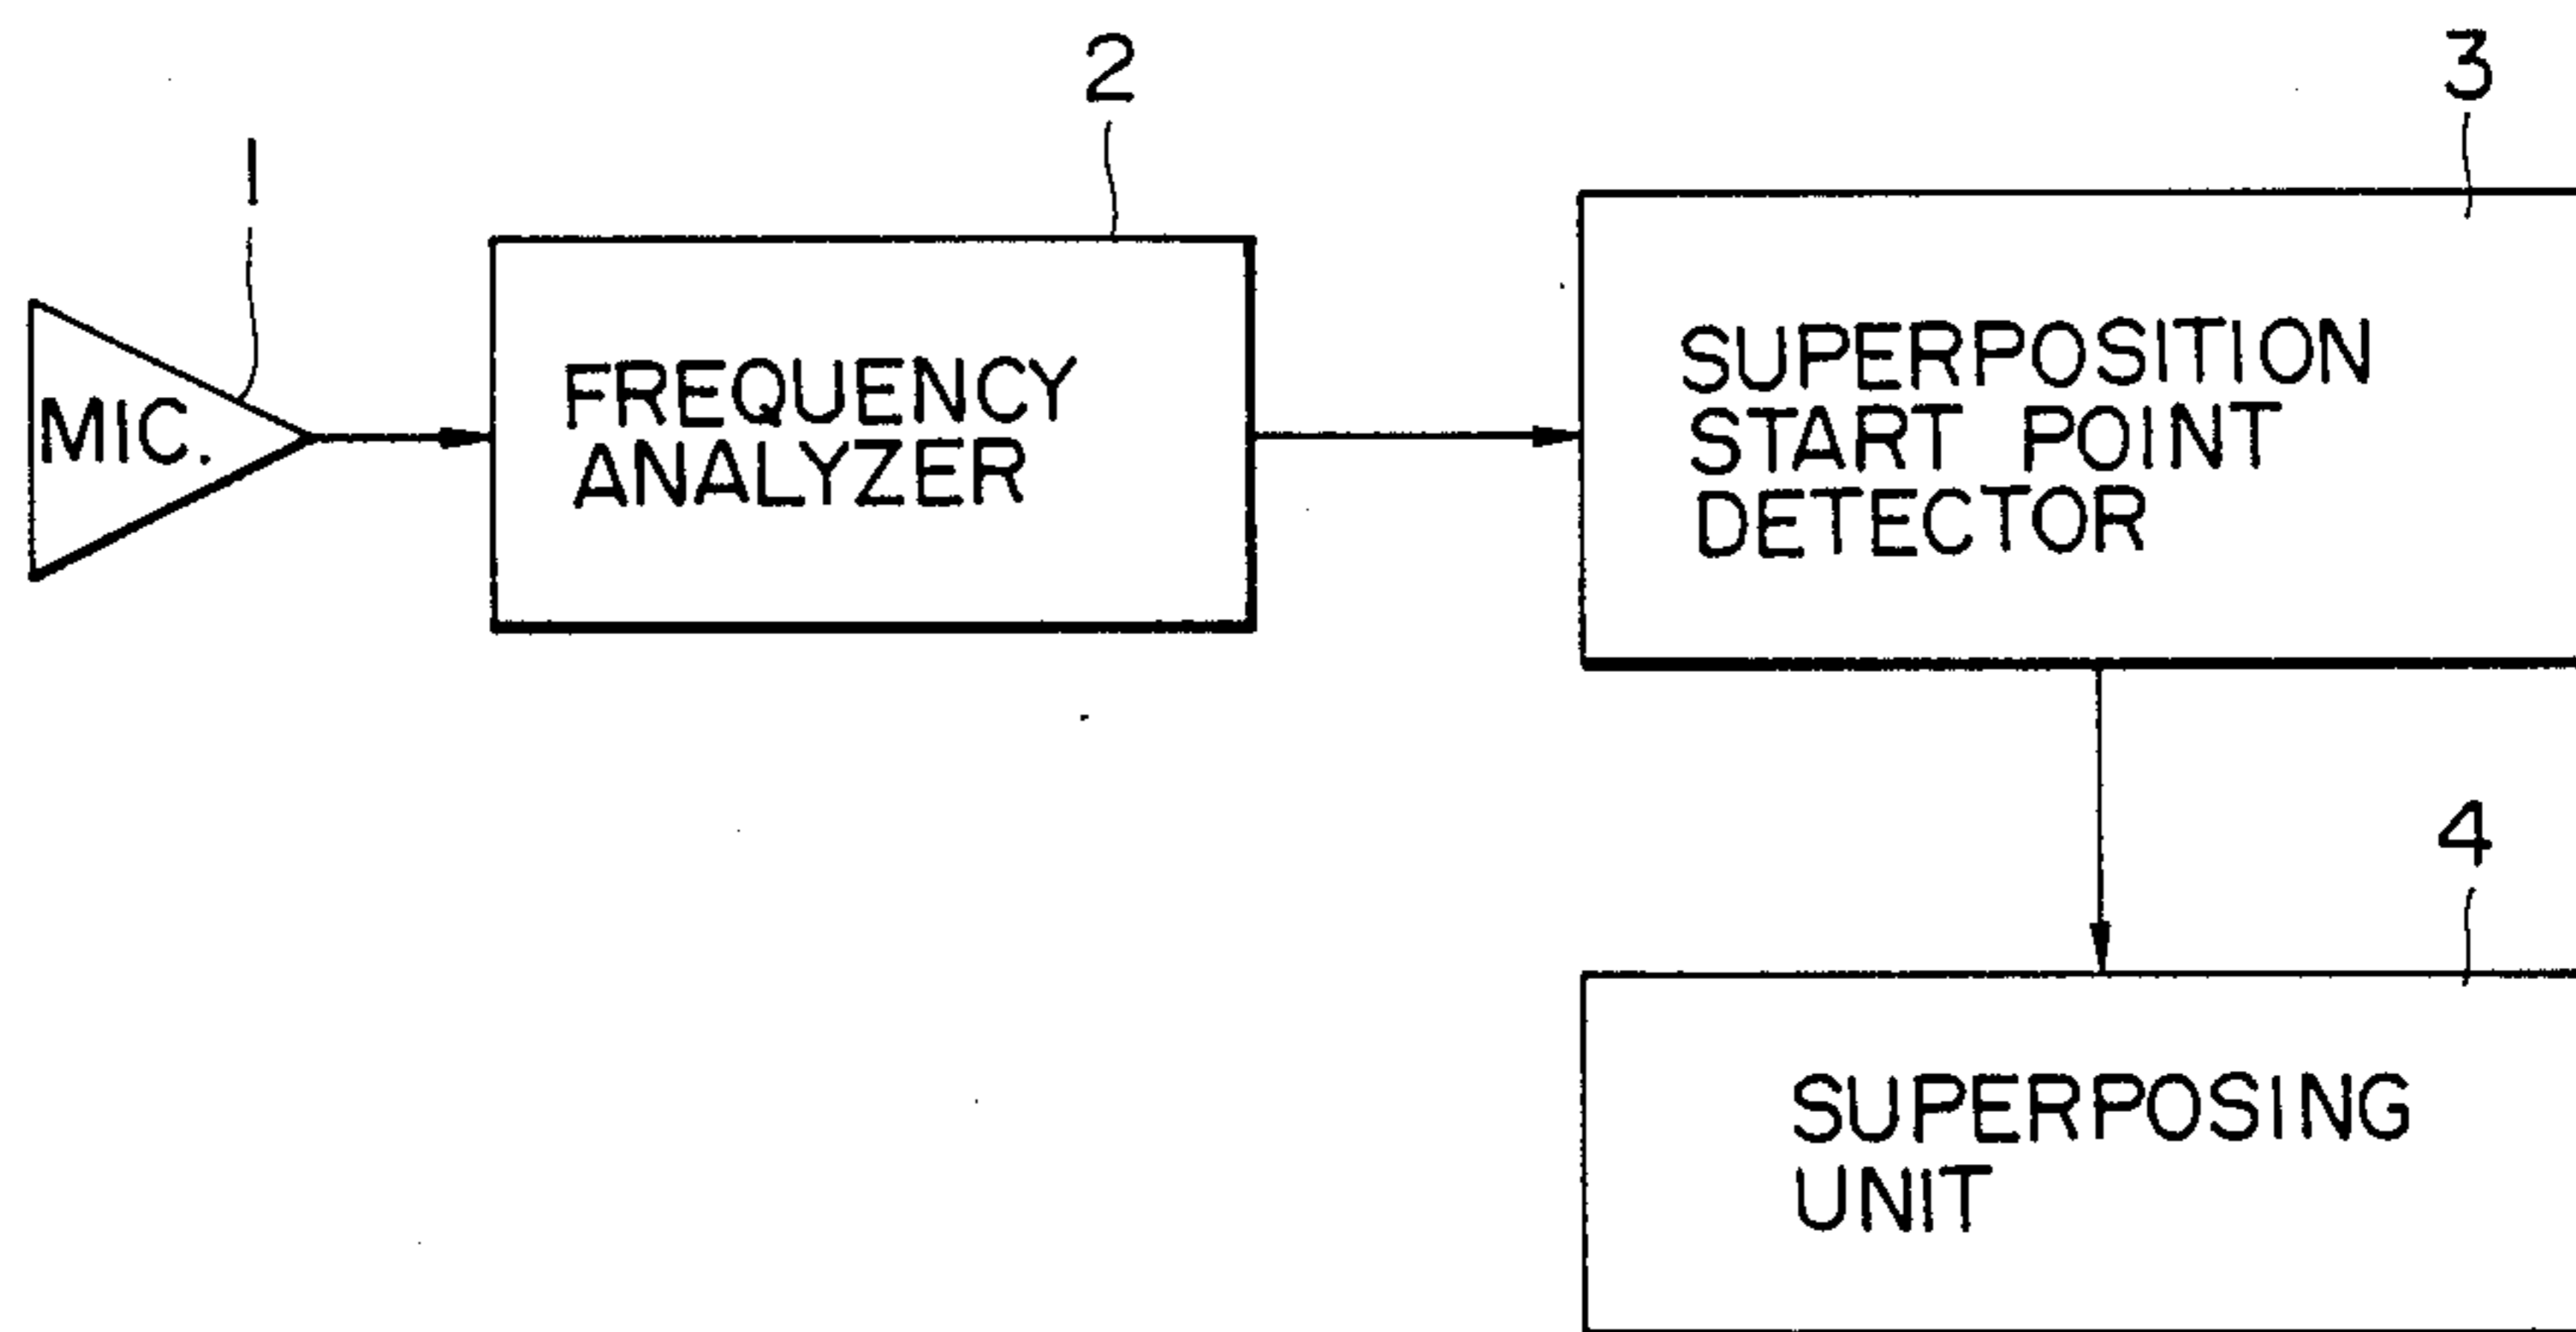 1
2
3
MIC.
FREQUENCY
ANALYZER
SUPERPOSITION
START POINT
DETECTOR
4
SUPERPOSING
UNIT